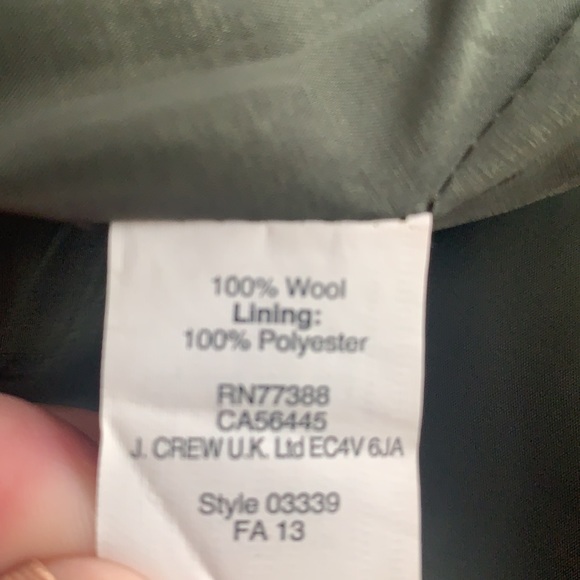 100% Wool
Lining:
100% Polyester
RN77388
CA56445
J. CREW U.K. Ltd EC4V 6JA
Style 03339
FA 13